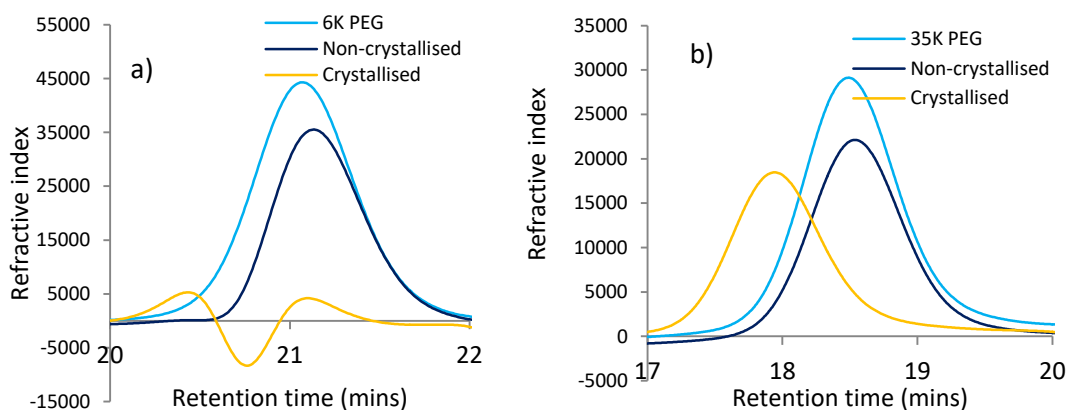 55000
45000
35000
25000
15000
5000
-5000
-15000
Refractive index
a)
6K PEG
Non-crystallised
Crystallised
20
21
22
Retention time (mins)
35000
30000
25000
20000
15000
10000
5000
0
-5000
Refractive index
b)
35K PEG
Non-crystallised
Crystallised
17
18
19
20
Retention time (mins)